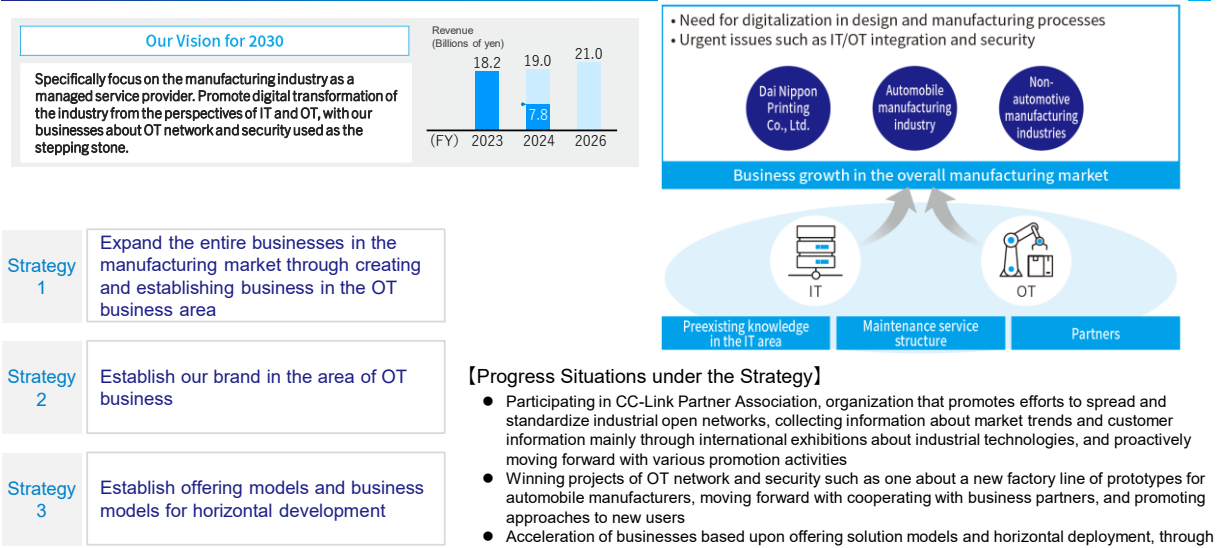 Our Vision for 2030
Specifically focus on the manufacturing industry as a
managed service provider. Promote digital transformation of
the industry from the perspectives of IT and OT, with our
businesses about OT network and security used as the
stepping stone.
Revenue
(Billions of yen)
18.2
19.0
21.0
7.8
(FY) 2023 2024 2026
• Need for digitalization in design and manufacturing processes
• Urgent issues such as IT/OT integration and security
Dai Nippon
Printing
Co., Ltd.
Automobile
manufacturing
industry
Non-
automotive
manufacturing
industries
Business growth in the overall manufacturing market
IT
OT
Preexisting knowledge
in the IT area
Maintenance service
structure
Partners
Strategy
1
Expand the entire businesses in the
manufacturing market through creating
and establishing business in the OT
business area
Strategy
2
Establish our brand in the area of OT
business
Strategy
3
Establish offering models and business
models for horizontal development
【Progress Situations under the Strategy】
● Participating in CC-Link Partner Association, organization that promotes efforts to spread and
standardize industrial open networks, collecting information about market trends and customer
information mainly through international exhibitions about industrial technologies, and proactively
moving forward with various promotion activities
● Winning projects of OT network and security such as one about a new factory line of prototypes for
automobile manufacturers, moving forward with cooperating with business partners, and promoting
approaches to new users
● Acceleration of businesses based upon offering solution models and horizontal deployment, through